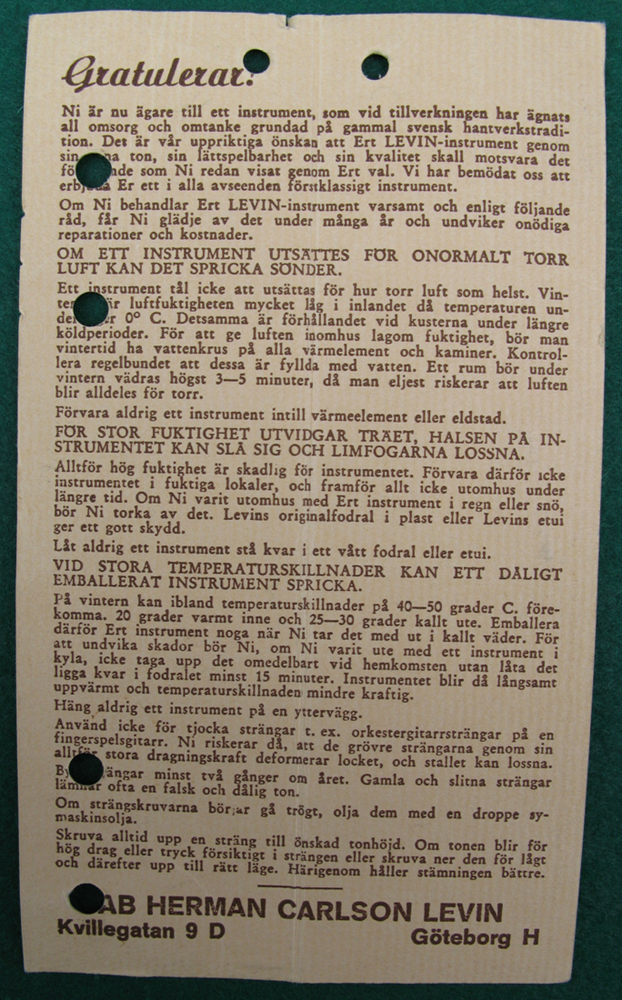 Gratulerar!
Ni är nu ägare till ett instrument, som vid tillverkningen har ägnats
all omsorg och omtanke grundad på gammal svensk hantverkstradi-
tion. Det är vår uppriktiga önskan att Ert LEVIN-instrument genom
ton, sin lättspelbarhet och sin kvalitet skall motsvara det
som Ni redan visat genom Ert val. Vi har bemödat oss att
Er ett i alla avseenden förstklassigt instrument.
Om Ni behandlar Ert LEVIN-instrument varsamt och enligt följande
råd, får Ni glädje av det under många år och undviker onödiga
reparationer och kostnader.
OM ETT INSTRUMENT UTSÄTTES FÖR ONORMALT TORR
LUFT KAN DET SPRICKA SÖNDER.
Ett instrument tål icke att utsättas för hur torr luft som helst. Vin-
är luftfuktigheten mycket låg i inlandet då temperaturen un-
0° C. Detsamma är förhållandet vid kusterna under längre
köldperioder. För att ge luften inomhus lagom fuktighet, bör man
vintertid ha vattenkrus på alla värmelement och kaminer. Kontrol-
lera regelbundet att dessa är fyllda med vatten. Ett rum bör under
vintern vädras högst 3—5 minuter, då man eljest riskerar att luften
blir alldeles för torr.
Förvara aldrig ett instrument intill värmeelement eller eldstad.
FÖR STOR FUKTIGHET UTVIDGAR TRÄET, HALSEN PÅ IN-
STRUMENTET KAN SLÅ SIG OCH LIMFOGARNA LOSSNA.
Alltför hög fuktighet är skadlig för instrumentet. Förvara därför icke
instrumentet i fuktiga lokaler, och framför allt icke utomhus under
längre tid. Om Ni varit utomhus med Ert instrument i regn eller snö,
bör Ni torka av det. Levins originalfodral i plast eller Levins etui
ger ett gott skydd.
Låt aldrig ett instrument stå kvar i ett vått fodral eller etui.
VID STORA TEMPERATURSKILLNADER KAN ETT DÅLIGT
EMBALLERAT INSTRUMENT SPRICKA.
På vintern kan ibland temperaturskillnader på 40—50 grader C. före-
komma. 20 grader varmt inne och 25—30 grader kallt ute. Emballera
därför Ert instrument noga när Ni tar det med ut i kallt väder. För
att undvika skador bör Ni, om Ni varit ute med ett instrument i
kyla, icke taga upp det omedelbart vid hemkomsten utan låta det
ligga kvar i fodralet minst 15 minuter. Instrumentet blir då långsamt
uppvärmt och temperaturskillnaden mindre kraftig.
Häng aldrig ett instrument på en yttervägg.
Använd icke för tjocka strängar t. ex. orkestergitarrsträngar på en
fingerspelsgitarr. Ni riskerar då, att de grövre strängarna genom sin
alltför stora dragningskraft deformerar locket, och stallet kan lossna.
minst två gånger om året. Gamla och slitna strängar
lämnar ofta en falsk och dålig ton.
Om strängskruvarna börjar gå trögt, olja dem med en droppe sy-
maskinsolja.
Skruva alltid upp en sträng till önskad tonhöjd. Om tonen blir för
hög drag eller tryck försiktigt i strängen eller skruva ner den för lågt
och därefter upp till rätt läge. Härigenom håller stämningen bättre.
AB HERMAN CARLSON LEVIN
Kvillegatan 9 D Göteborg H